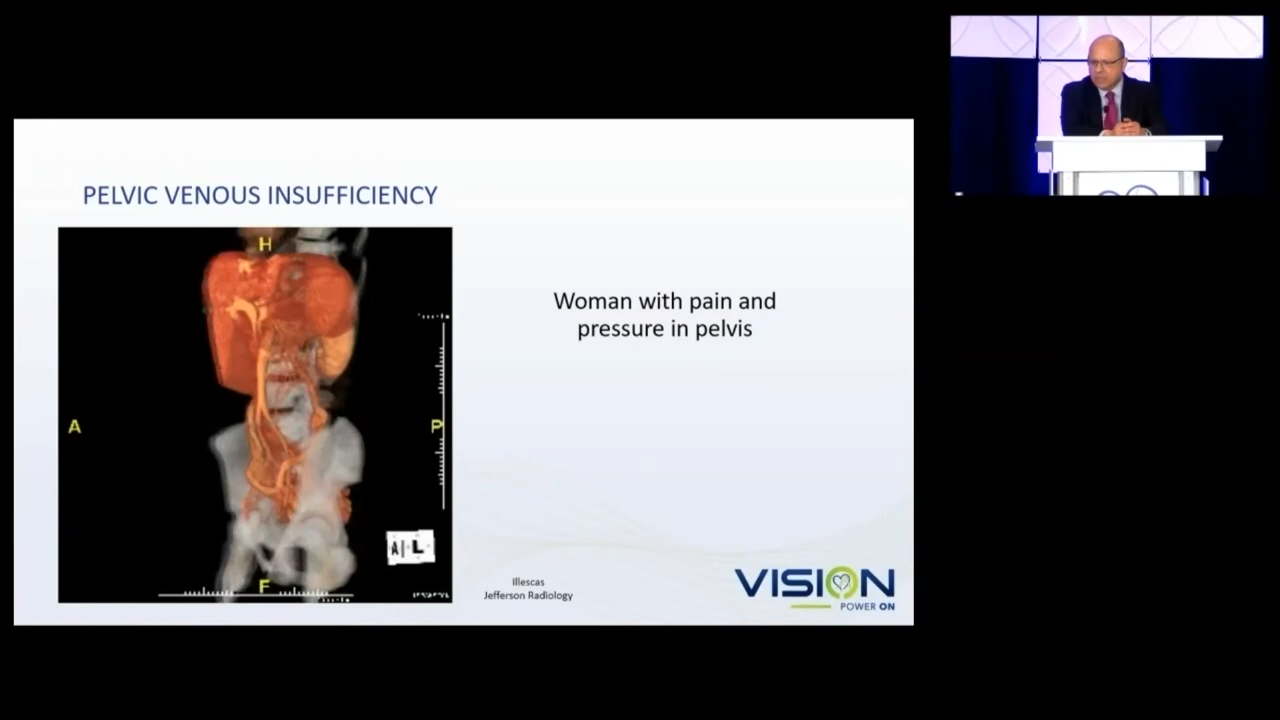 PELVIC VENOUS INSUFFICIENCY
H
A
P
A|L
F
Woman with pain and
pressure in pelvis
Illescas
Jefferson Radiology
VISION
POWER ON